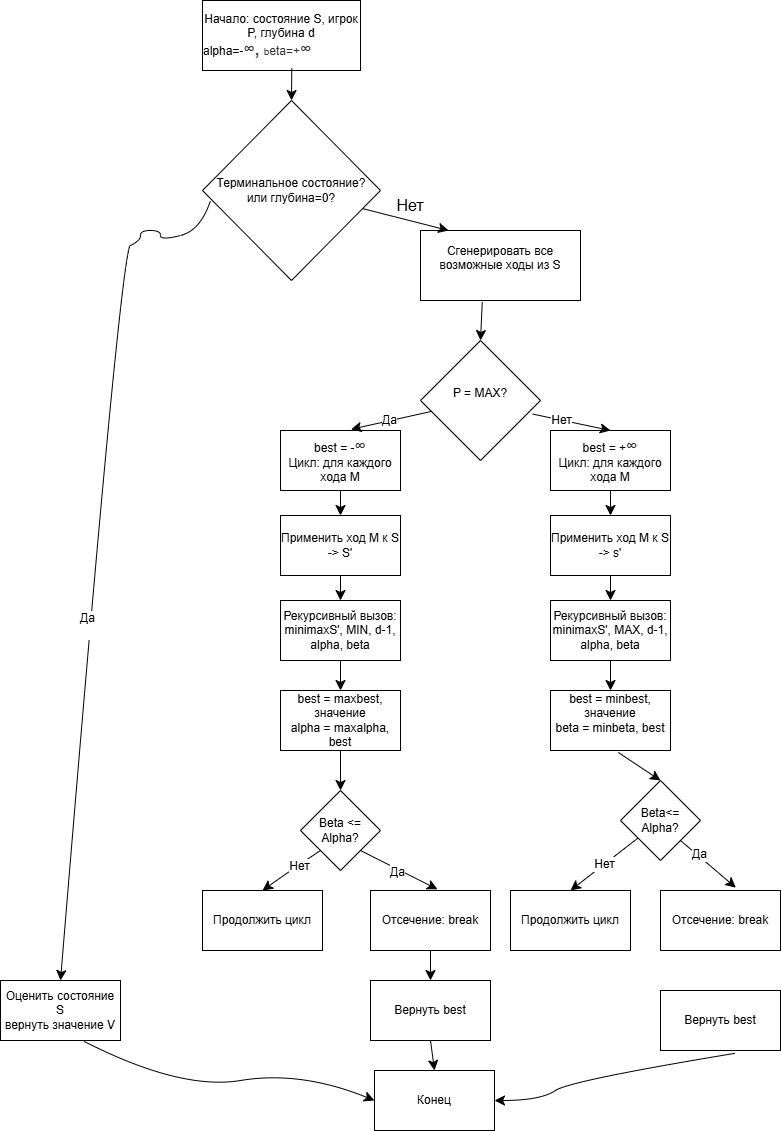 Начало: состояние S, игрок
P, глубина d
alpha=-∞, beta=+∞
Терминальное состояние?
или глубина=0?
Нет
Сгенерировать все
возможные ходы из S
P = MAX?
Да
Нет
best = -∞
Цикл: для каждого
хода M
best = +∞
Цикл: для каждого
хода M
Применить ход M к S
-> S'
Применить ход M к S
-> s'
Да
Рекурсивный вызов:
minimaxS', MIN, d-1,
alpha, beta
Рекурсивный вызов:
minimaxS', MAX, d-1,
alpha, beta
best = maxbest,
значение
alpha = maxalpha,
best
best = minbest,
значение
beta = minbeta, best
Beta <=
Alpha?
Beta<=
Alpha?
Нет
Да
Нет
Да
Продолжить цикл
Отсечение: break
Продолжить цикл
Отсечение: break
Оценить состояние
S
вернуть значение V
Вернуть best
Вернуть best
Конец